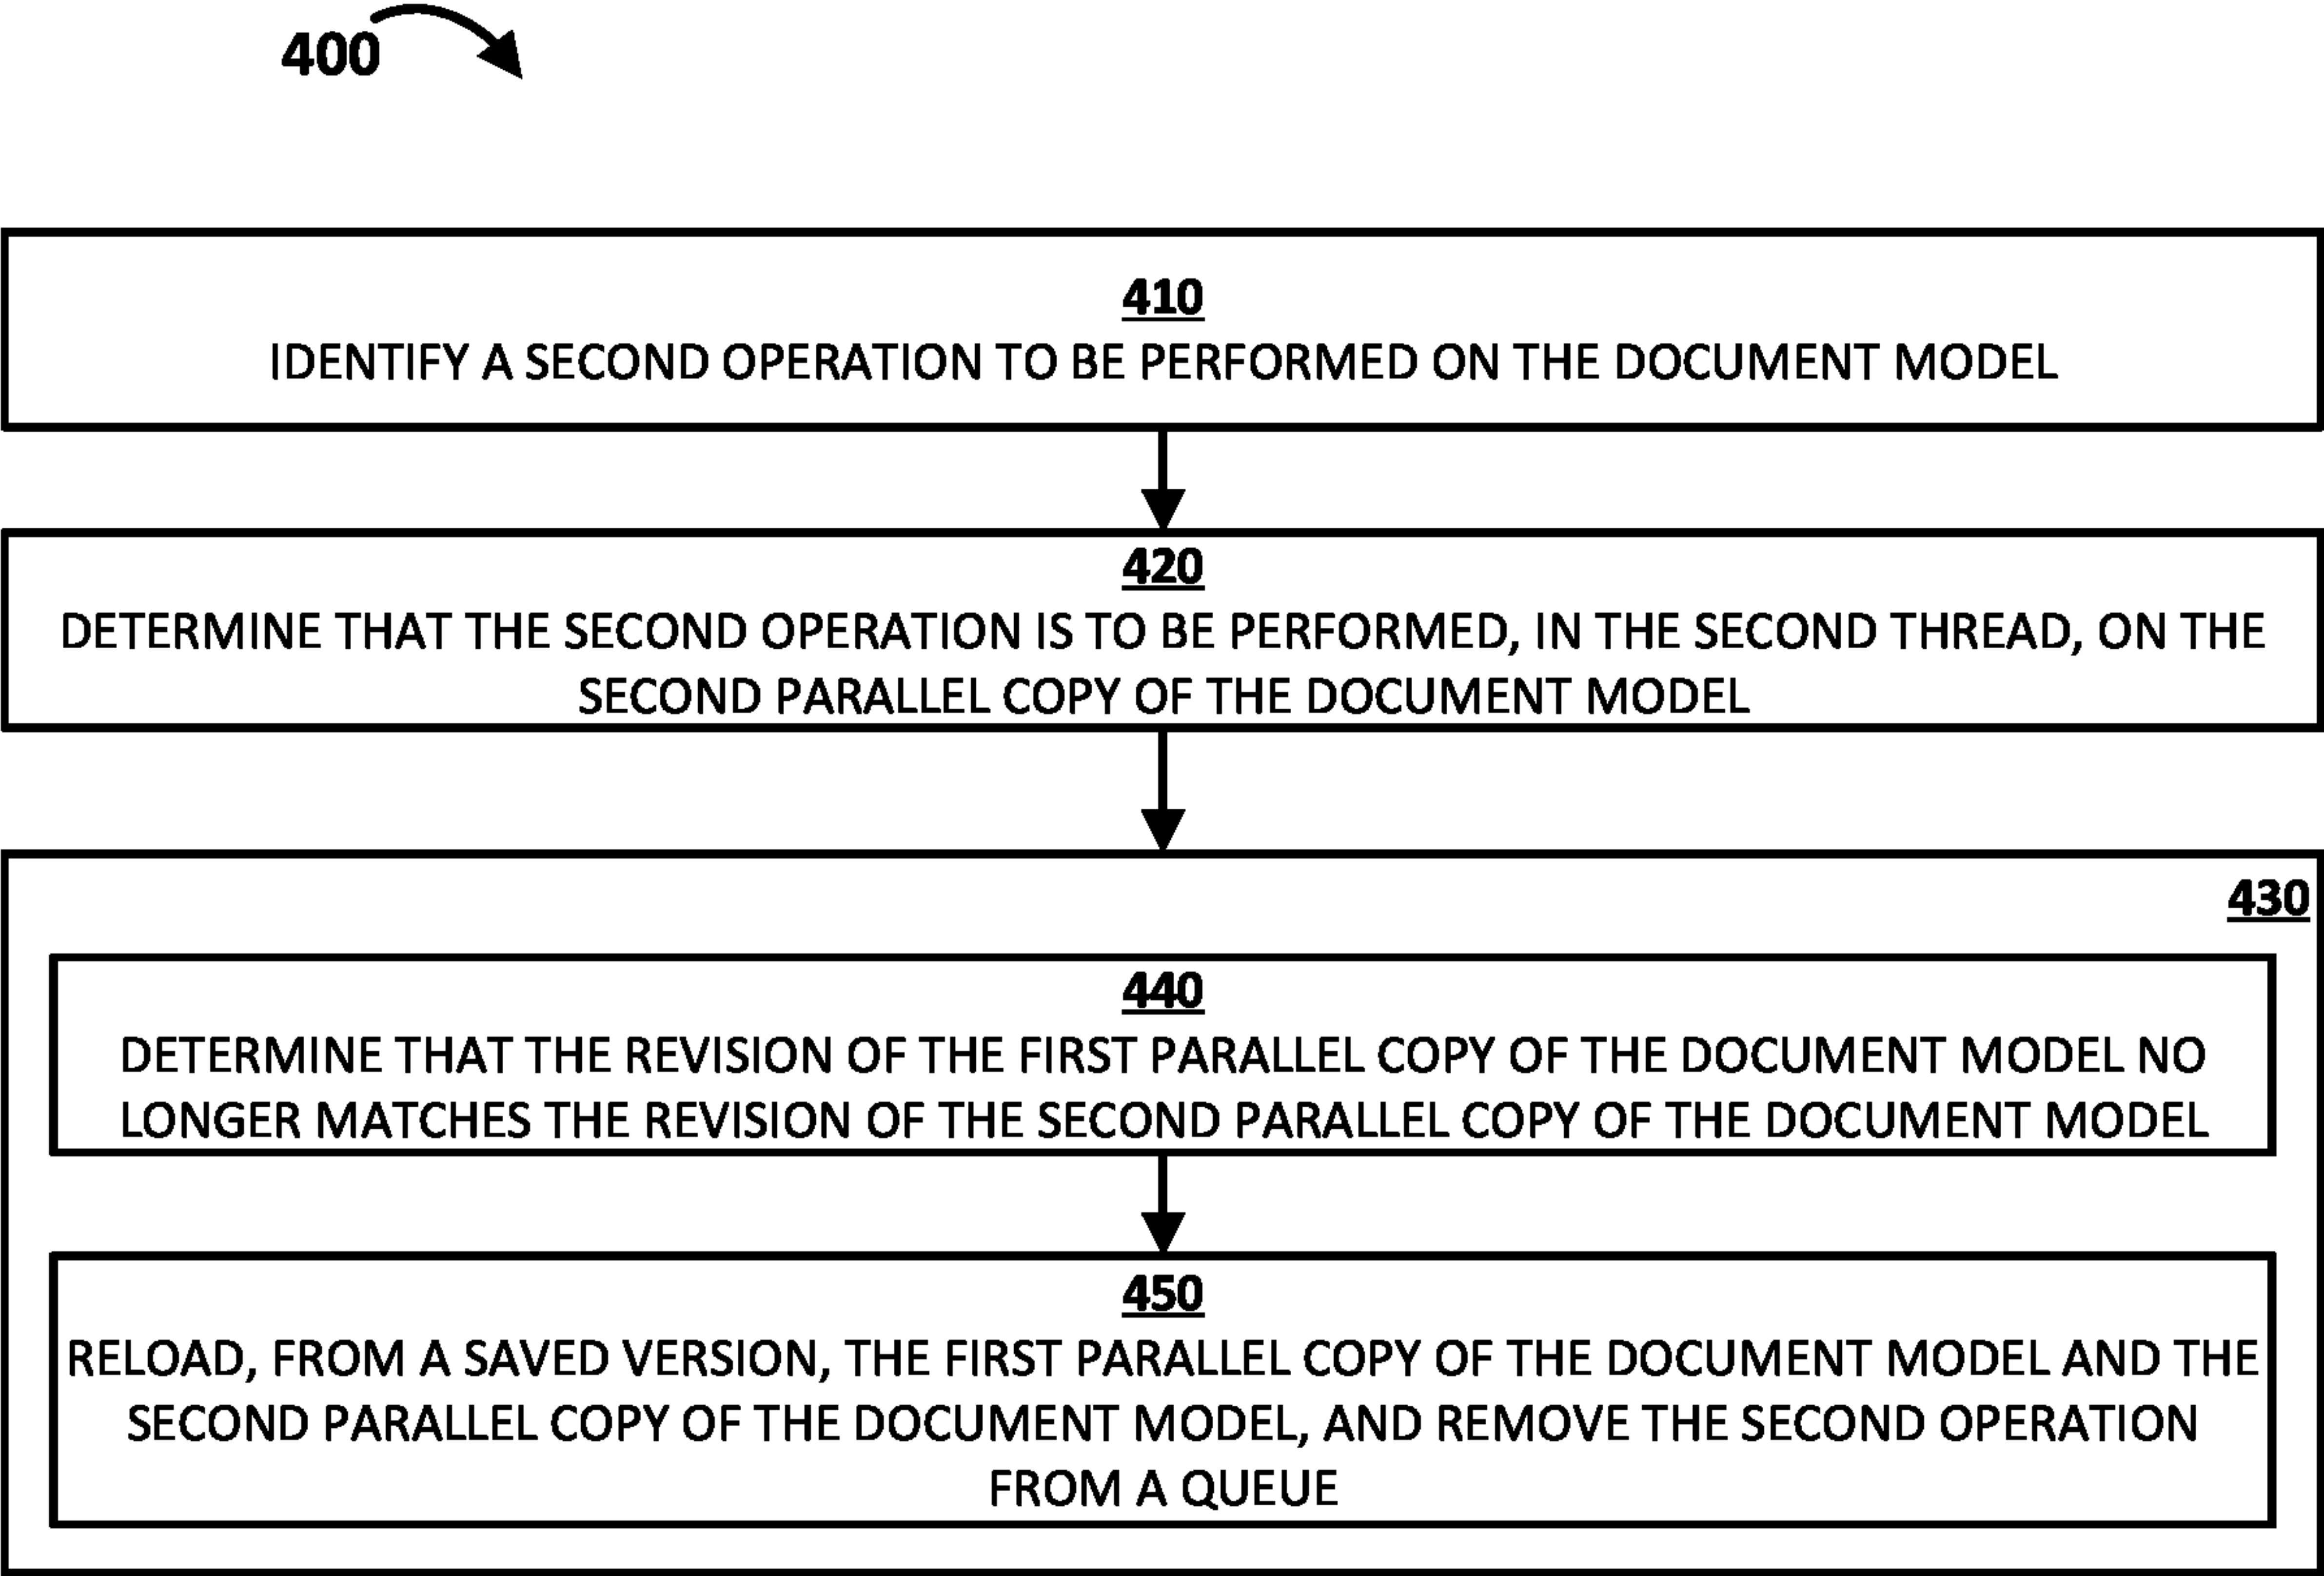 400
410
IDENTIFY A SECOND OPERATION TO BE PERFORMED ON THE DOCUMENT MODEL
420
DETERMINE THAT THE SECOND OPERATION IS TO BE PERFORMED, IN THE SECOND THREAD, ON THE
SECOND PARALLEL COPY OF THE DOCUMENT MODEL
430
440
DETERMINE THAT THE REVISION OF THE FIRST PARALLEL COPY OF THE DOCUMENT MODEL NO
LONGER MATCHES THE REVISION OF THE SECOND PARALLEL COPY OF THE DOCUMENT MODEL
450
RELOAD, FROM A SAVED VERSION, THE FIRST PARALLEL COPY OF THE DOCUMENT MODEL AND THE
SECOND PARALLEL COPY OF THE DOCUMENT MODEL, AND REMOVE THE SECOND OPERATION
FROM A QUEUE